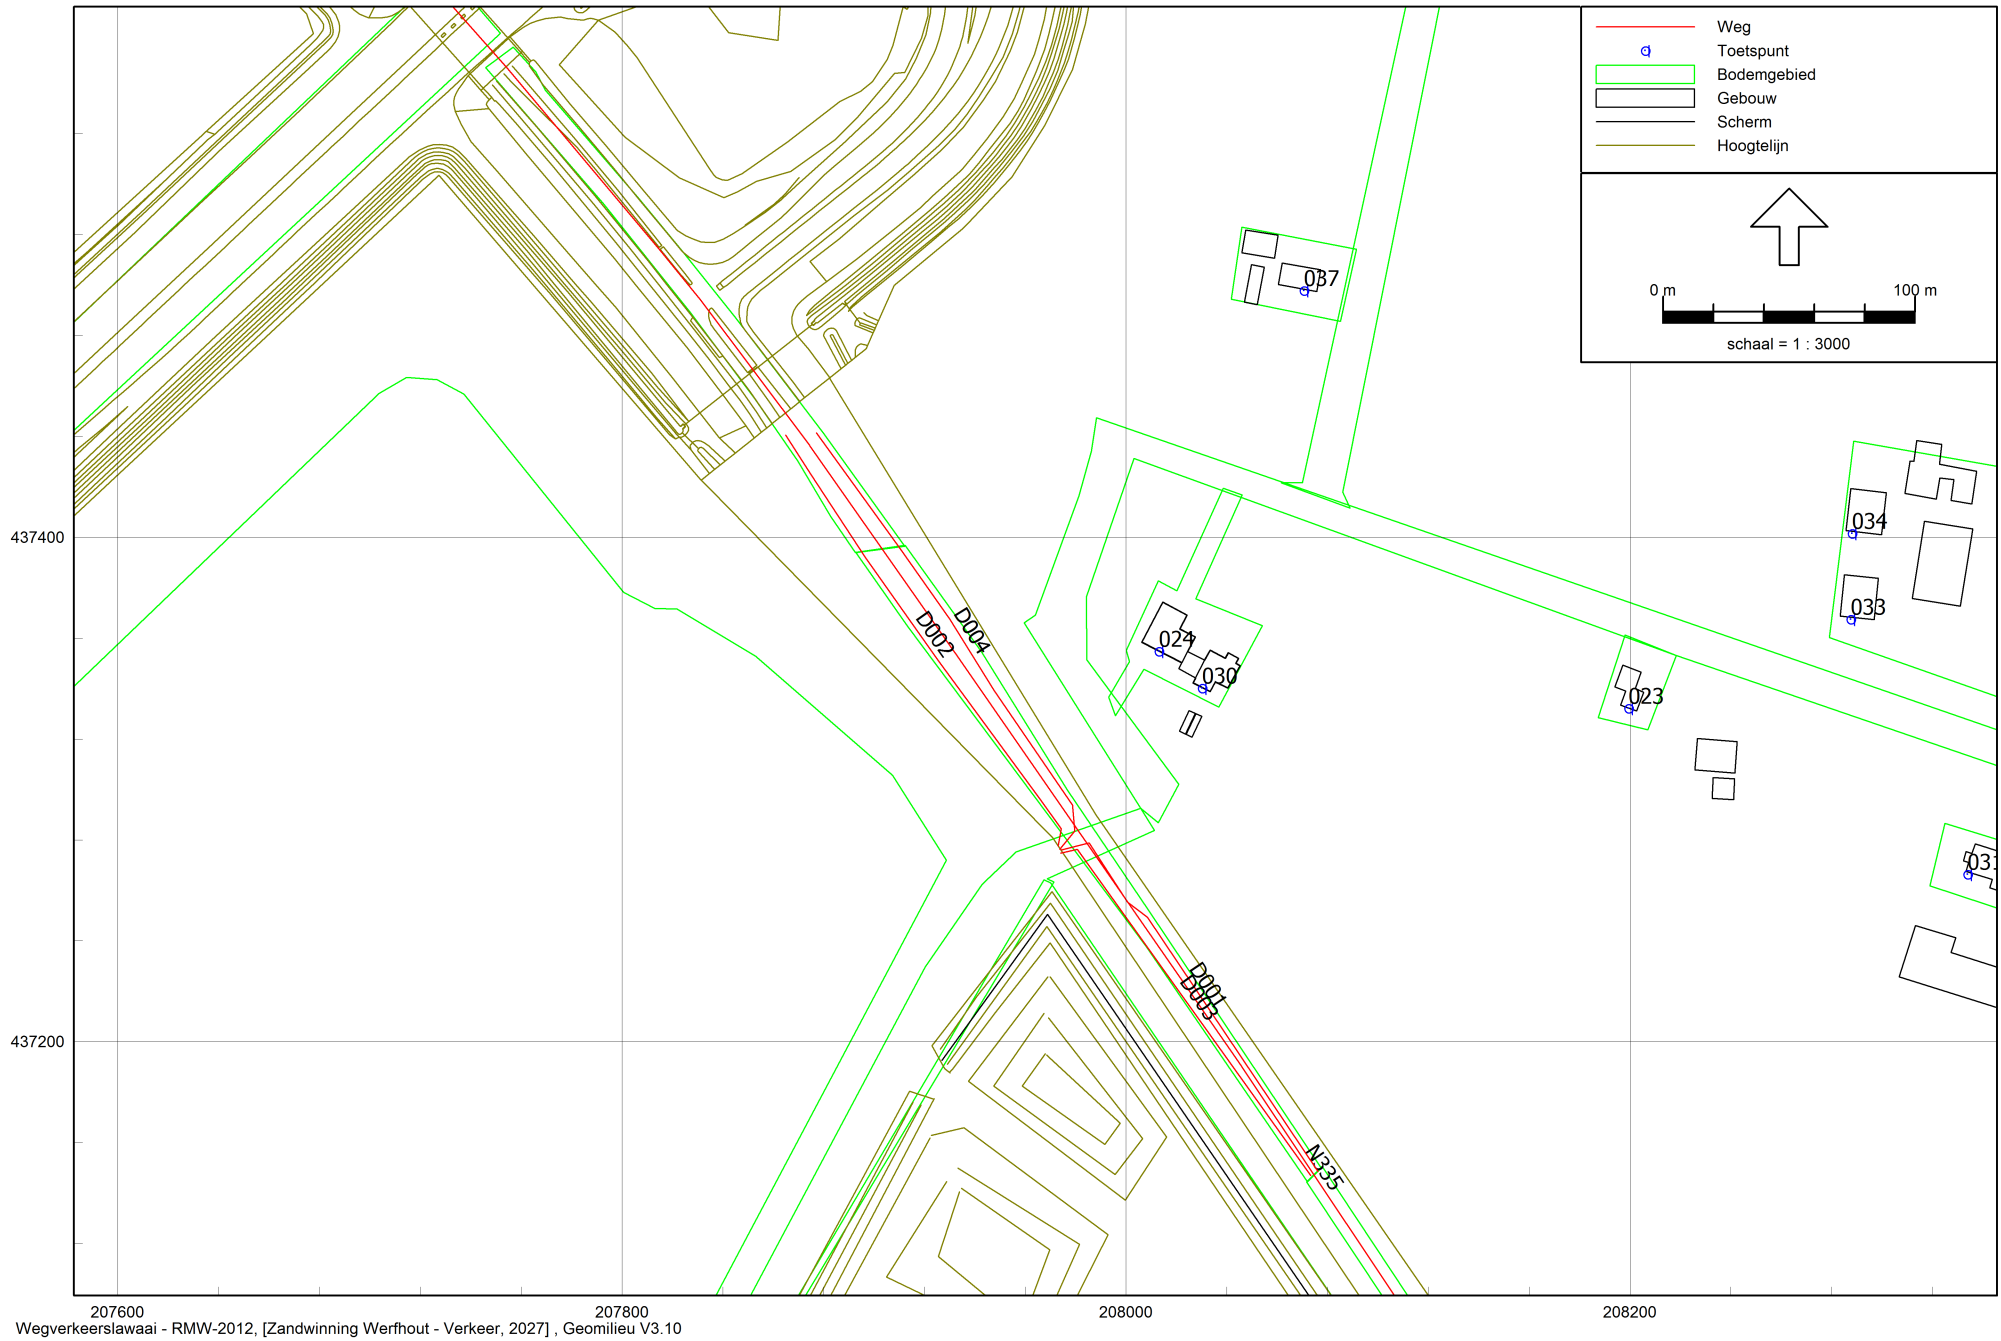 Weg
Toetspunt
Bodemgebied
Gebouw
Scherm
Hoogtelijn
0 m 100 m
schaal = 1 : 3000
037
034
033
024
030
023
031
D004
D002
D001
D003
N335
437400
437200
207600 207800 208000 208200
Wegverkeerslawaai - RMW-2012, [Zandwinning Werfhout - Verkeer, 2027] , Geomilieu V3.10